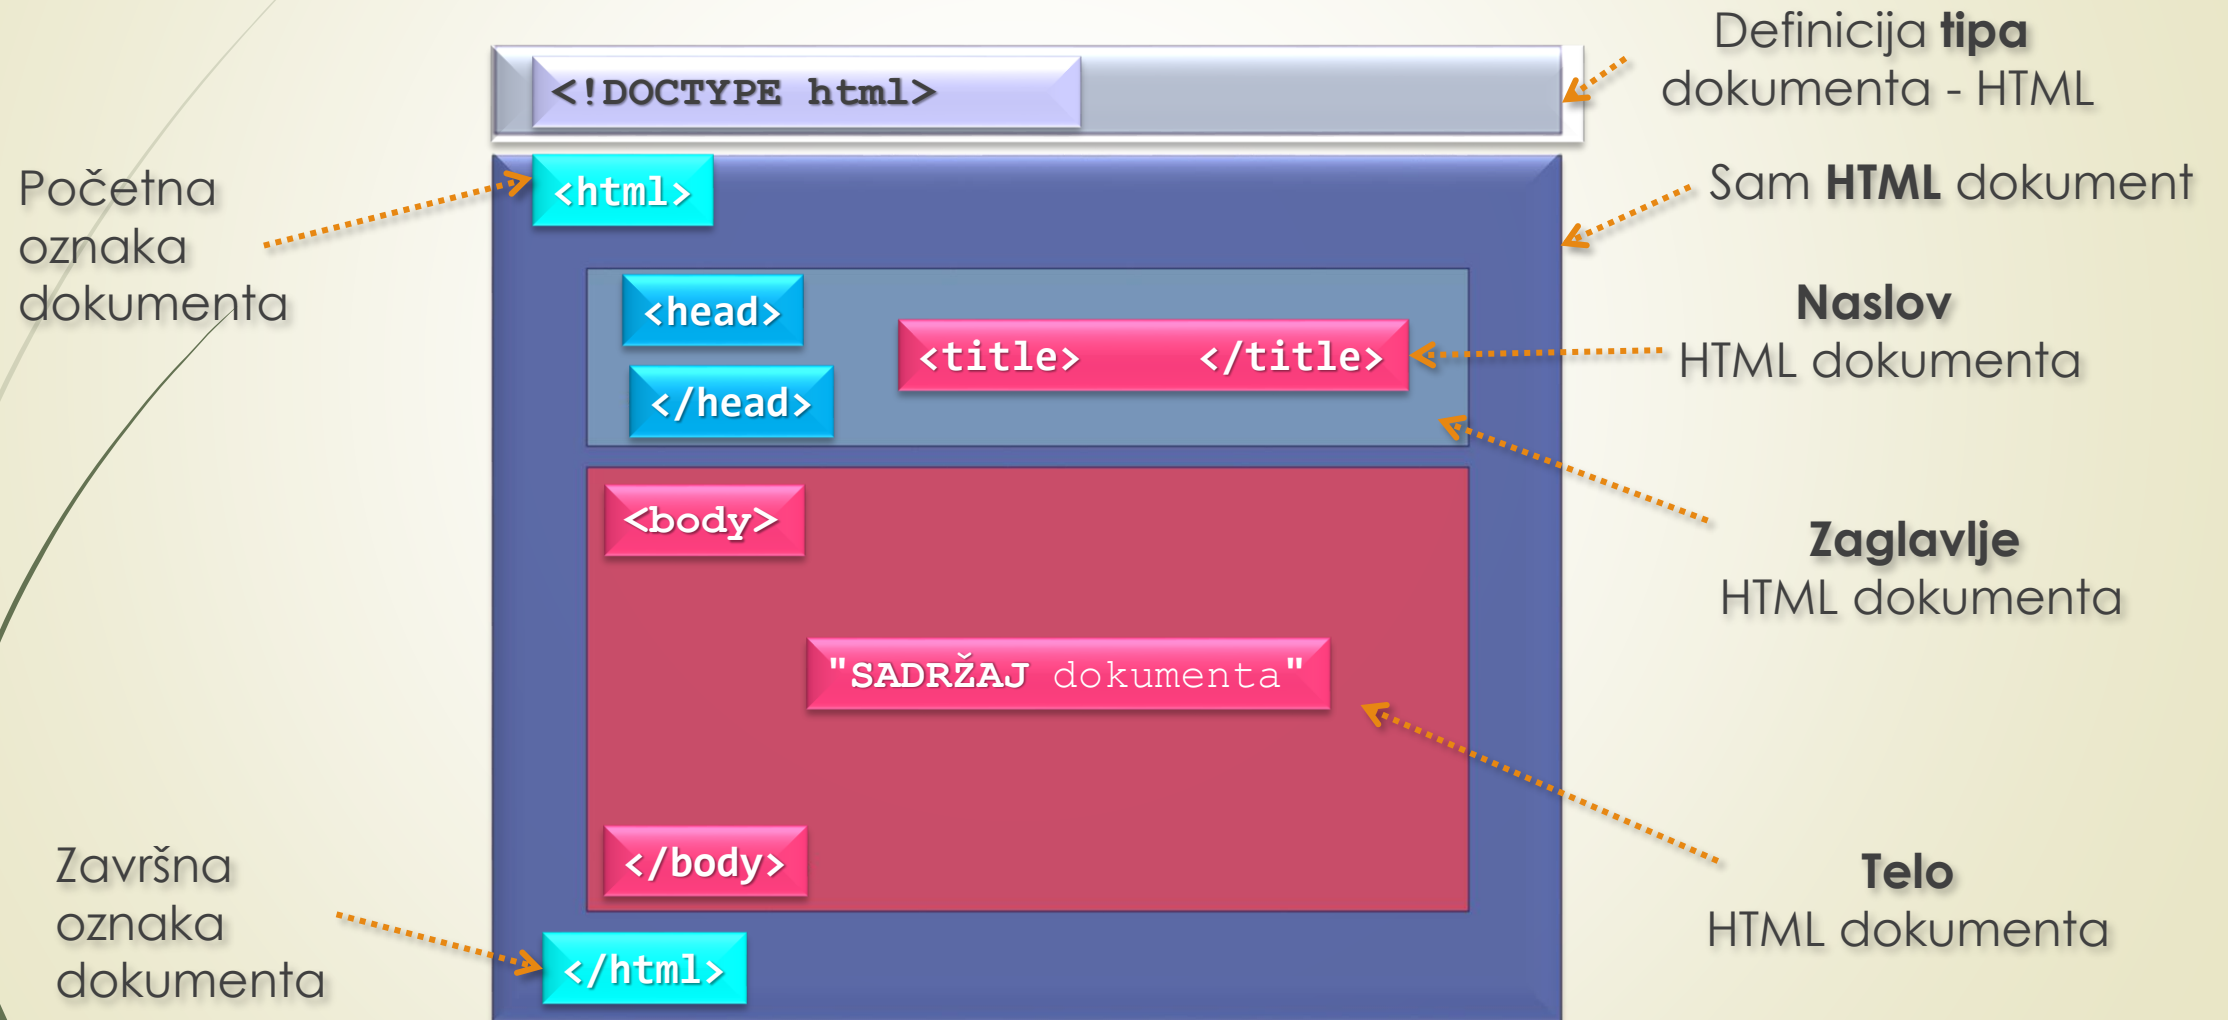 Definicija tipa
dokumenta - HTML
<!DOCTYPE html>
Početna
oznaka
dokumenta
<html>
Sam HTML dokument
<head>
<title> </title>
</head>
Naslov
HTML dokumenta
Zaglavlje
HTML dokumenta
<body>
"SADRŽAJ dokumenta"
</body>
Telo
HTML dokumenta
Završna
oznaka
dokumenta
</html>